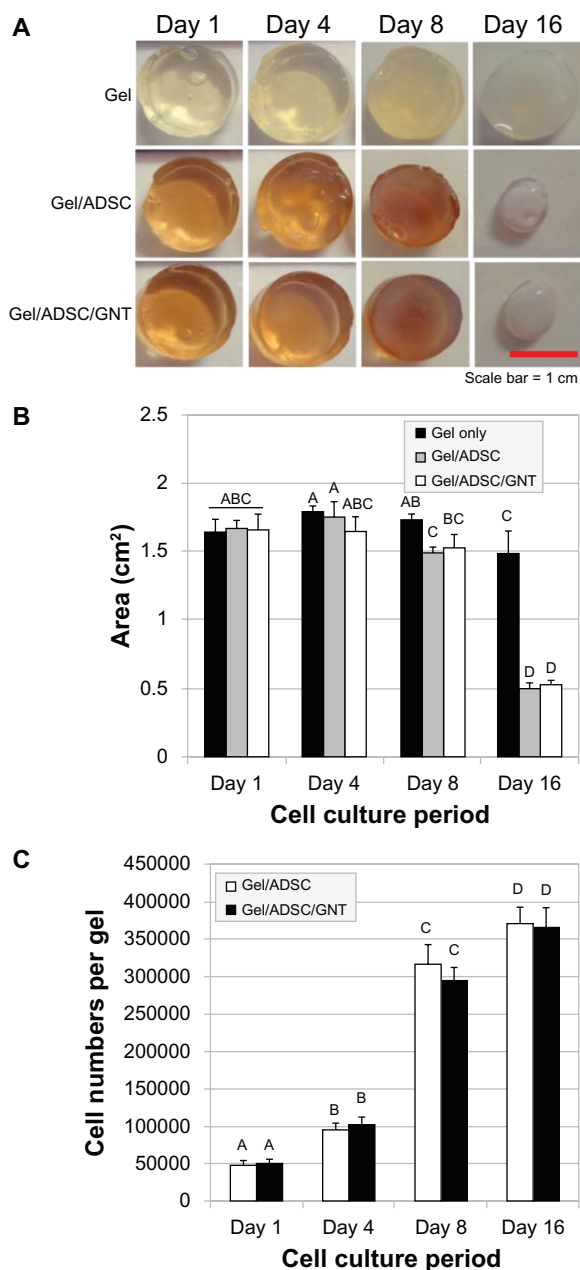 A
Day 1 Day 4 Day 8 Day 16
Gel
Gel/ADSC
Gel/ADSC/GNT
Scale bar = 1 cm
B
2.5
2
1.5
1
0.5
0
Area (cm²)
Gel only
Gel/ADSC
Gel/ADSC/GNT
ABC
A A ABC
AB C BC
C D D
Day 1 Day 4 Day 8 Day 16
Cell culture period
C
450000
400000
350000
300000
250000
200000
150000
100000
50000
0
Cell numbers per gel
Gel/ADSC
Gel/ADSC/GNT
A A
B B
C C
D D
Day 1 Day 4 Day 8 Day 16
Cell culture period